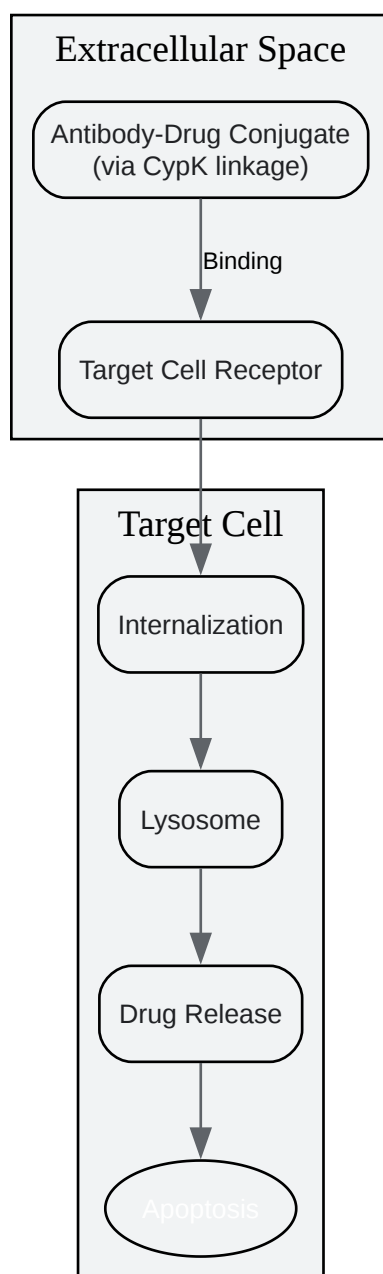 Extracellular Space
Antibody-Drug Conjugate
(via CypK linkage)
Binding
Target Cell Receptor
Target Cell
Internalization
Lysosome
Drug Release
Apoptosis